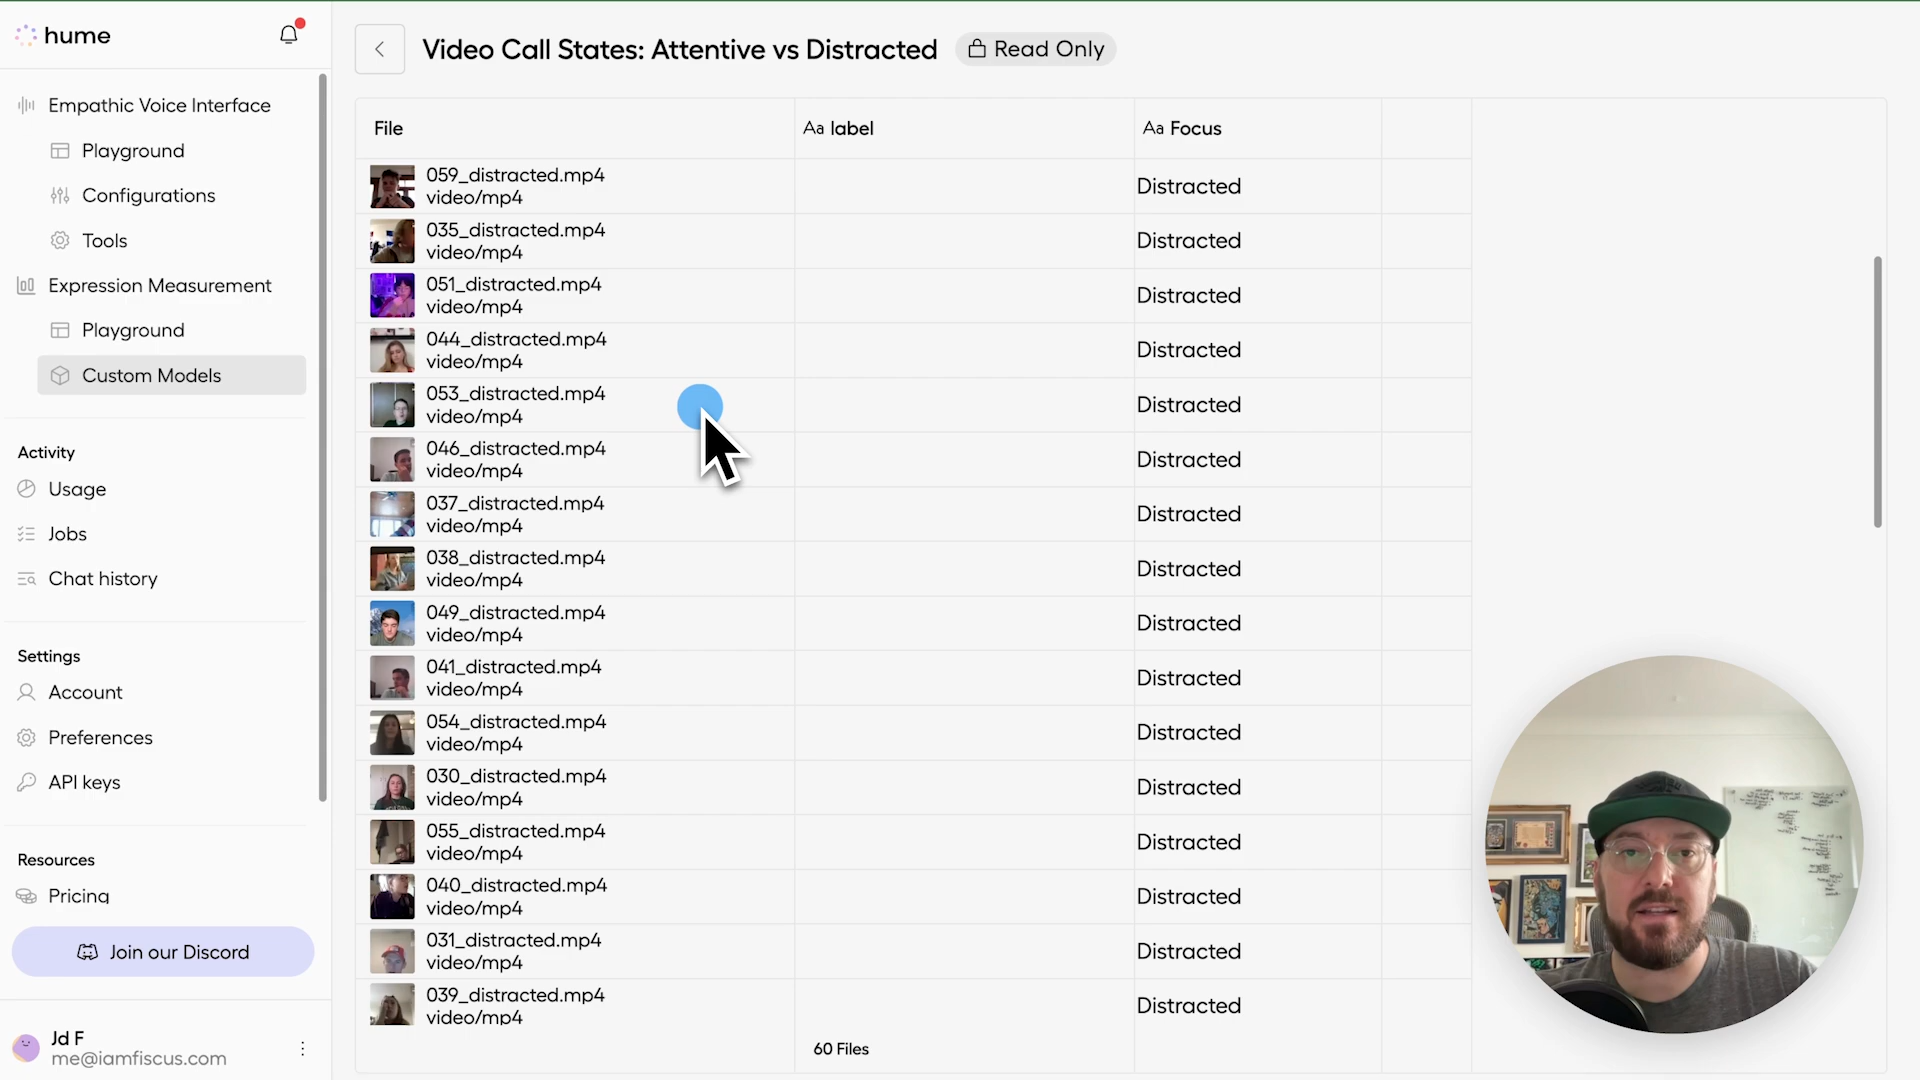 hume
Empathic Voice Interface
Playground
Configurations
Tools
Expression Measurement
Playground
Custom Models
Activity
Usage
Jobs
Chat history
Settings
Account
Preferences
API keys
Resources
Pricing
Join our Discord
Jd F
me@iamfiscus.com
Video Call States: Attentive vs Distracted
Read Only
File
Aa label
Aa Focus
059_distracted.mp4
video/mp4
Distracted
035_distracted.mp4
video/mp4
Distracted
051_distracted.mp4
video/mp4
Distracted
044_distracted.mp4
video/mp4
Distracted
053_distracted.mp4
video/mp4
Distracted
046_distracted.mp4
video/mp4
Distracted
037_distracted.mp4
video/mp4
Distracted
038_distracted.mp4
video/mp4
Distracted
049_distracted.mp4
video/mp4
Distracted
041_distracted.mp4
video/mp4
Distracted
054_distracted.mp4
video/mp4
Distracted
030_distracted.mp4
video/mp4
Distracted
055_distracted.mp4
video/mp4
Distracted
040_distracted.mp4
video/mp4
Distracted
031_distracted.mp4
video/mp4
Distracted
039_distracted.mp4
video/mp4
Distracted
60 Files